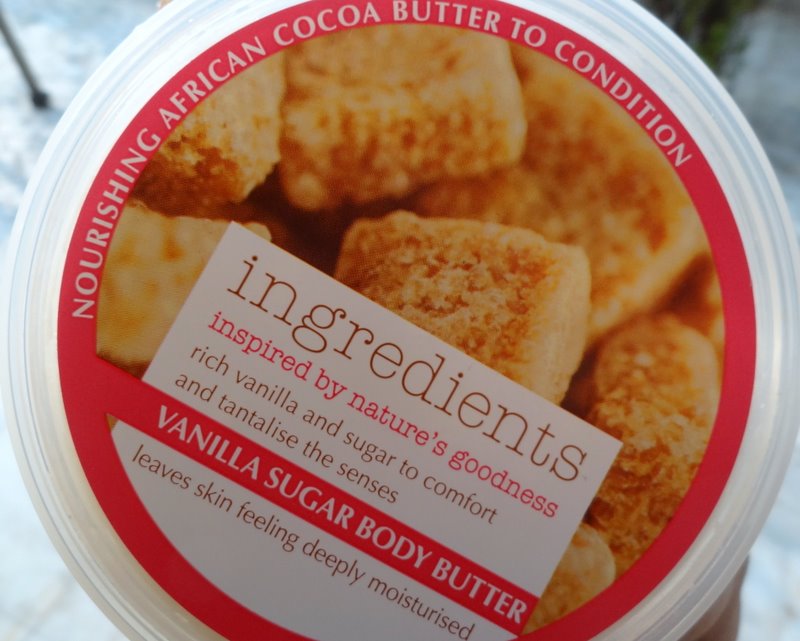 NOURISHING AFRICAN COCOA BUTTER TO CONDITION
ingredients
inspired by nature's goodness
rich vanilla and sugar to comfort
and tantalise the senses
VANILLA SUGAR BODY BUTTER
leaves skin feeling deeply moisturised